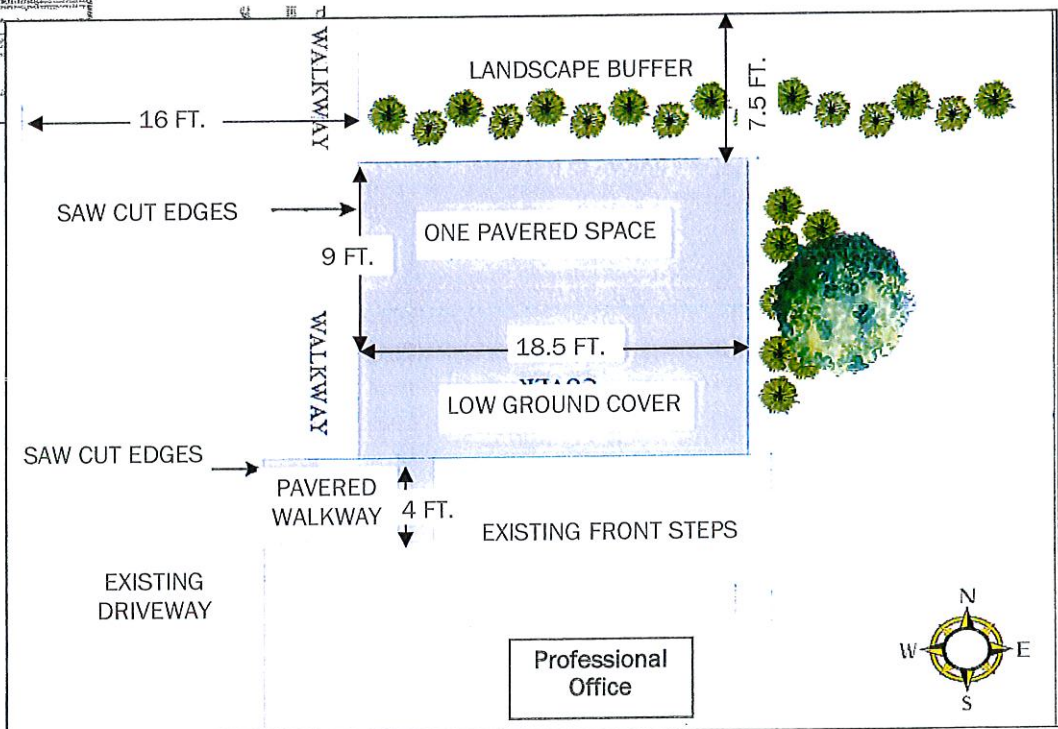 WALKWAY
LANDSCAPE BUFFER
7.5 FT.
16 FT.
SAW CUT EDGES
ONE PAVERED SPACE
9 FT.
WALKWAY
18.5 FT.
LOW GROUND COVER
SAW CUT EDGES
PAVERED
WALKWAY
4 FT.
EXISTING FRONT STEPS
EXISTING
DRIVEWAY
N
W
E
S
Professional
Office